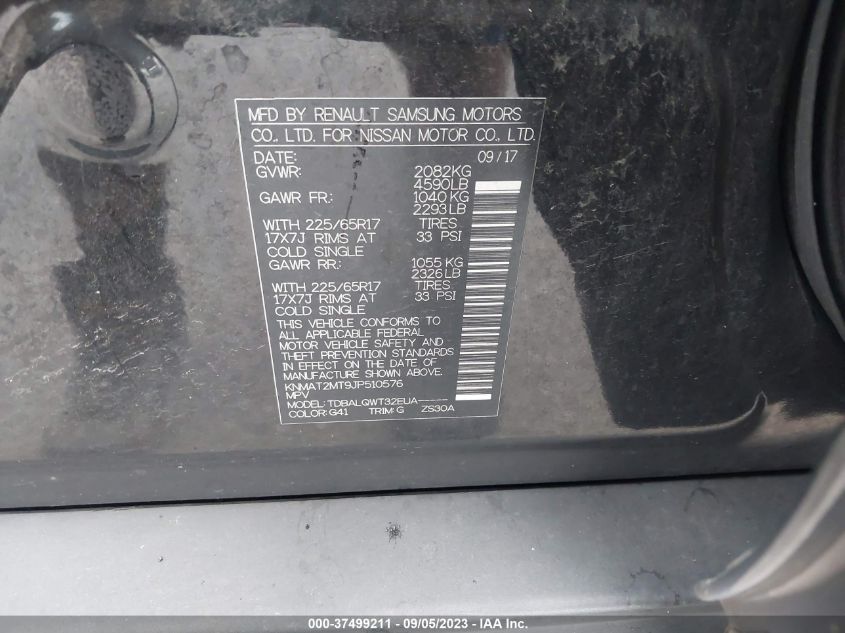 MFD BY RENAULT SAMSUNG MOTORS
CO., LTD. FOR NISSAN MOTOR CO., LTD.
DATE: 09/17
GVWR: 2082KG
4590LB
GAWR FR.: 1040 KG
2293LB
WITH 225/65R17 TIRES
17X7J RIMS AT 33 PSI
COLD SINGLE
GAWR RR.: 1055 KG
2326LB
WITH 225/65R17 TIRES
17X7J RIMS AT 33 PSI
COLD SINGLE
THIS VEHICLE CONFORMS TO
ALL APPLICABLE FEDERAL
MOTOR VEHICLE SAFETY AND
THEFT PREVENTION STANDARDS
IN EFFECT ON THE DATE OF
MANUFACTURE SHOWN ABOVE.
KNMAT2MT9JP510576
MPV
MODEL: TDBALQWT32EUA-----
COLOR:G41 TRIM:G ZS30A
000-37499211 - 09/05/2023 - IAA Inc.